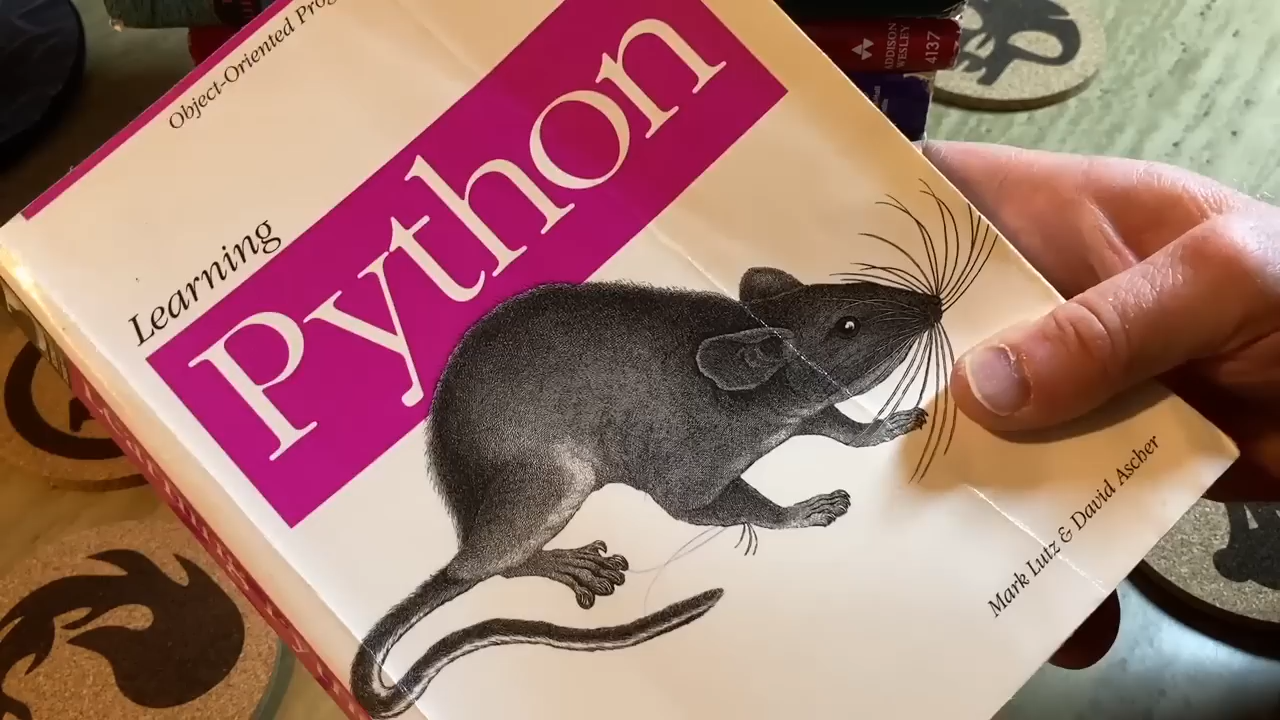 Object-Oriented Prog
Learning
Python
Mark Lutz & David Ascher
ADDISON
WESLEY
4137